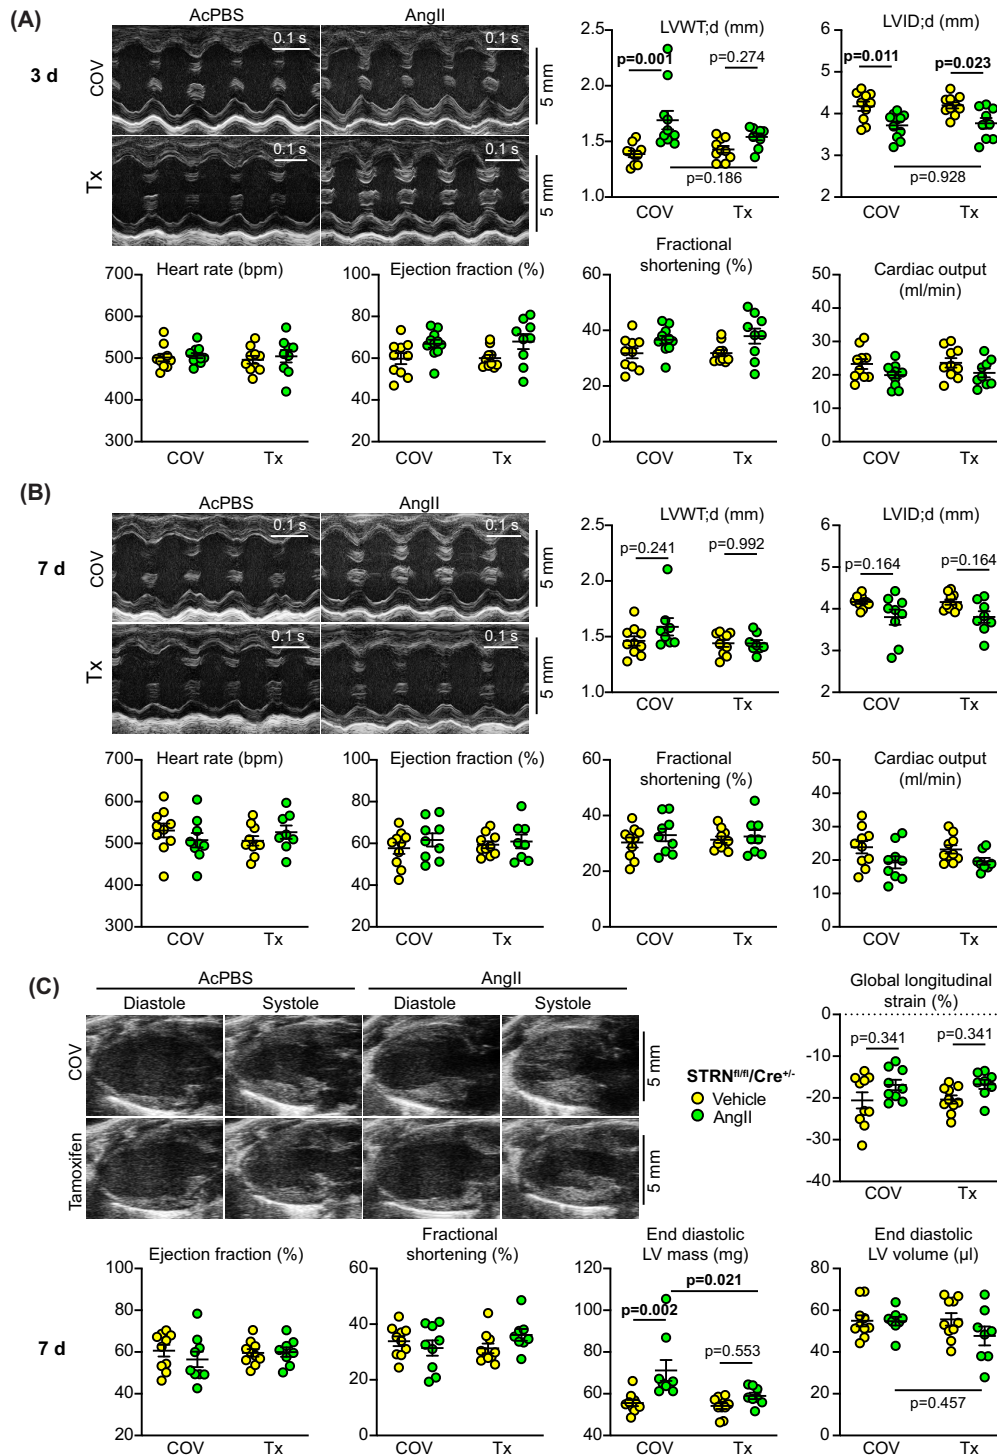 (A)
AcPBS
AngII
3 d
COV
Tx
0.1 s
0.1 s
0.1 s
0.1 s
5 mm
5 mm
LVWT;d (mm)
2.5
2.0
1.5
1.0
p=0.001
p=0.274
p=0.186
COV
Tx
LVID;d (mm)
6
5
4
3
2
p=0.011
p=0.023
p=0.928
COV
Tx
Heart rate (bpm)
700
600
500
400
300
COV
Tx
Ejection fraction (%)
100
80
60
40
20
COV
Tx
Fractional
shortening (%)
60
40
20
0
COV
Tx
Cardiac output
(ml/min)
50
40
30
20
10
0
COV
Tx
(B)
AcPBS
AngII
7 d
COV
Tx
0.1 s
0.1 s
0.1 s
0.1 s
5 mm
5 mm
LVWT;d (mm)
2.5
2.0
1.5
1.0
p=0.241
p=0.992
COV
Tx
LVID;d (mm)
6
5
4
3
2
p=0.164
p=0.164
COV
Tx
Heart rate (bpm)
700
600
500
400
300
COV
Tx
Ejection fraction (%)
100
80
60
40
20
COV
Tx
Fractional
shortening (%)
60
40
20
0
COV
Tx
Cardiac output
(ml/min)
50
40
30
20
10
0
COV
Tx
(C)
AcPBS
AngII
Diastole
Systole
Diastole
Systole
COV
Tamoxifen
5 mm
5 mm
STRNfl/fl/Cre+/-
Vehicle
AngII
Global longitudinal
strain (%)
0
-10
-20
-30
-40
p=0.341
p=0.341
COV
Tx
7 d
Ejection fraction (%)
100
80
60
40
20
COV
Tx
Fractional
shortening (%)
60
40
20
0
COV
Tx
End diastolic
LV mass (mg)
120
100
80
60
40
p=0.021
p=0.002
p=0.553
COV
Tx
End diastolic
LV volume (µl)
80
60
40
20
0
p=0.457
COV
Tx